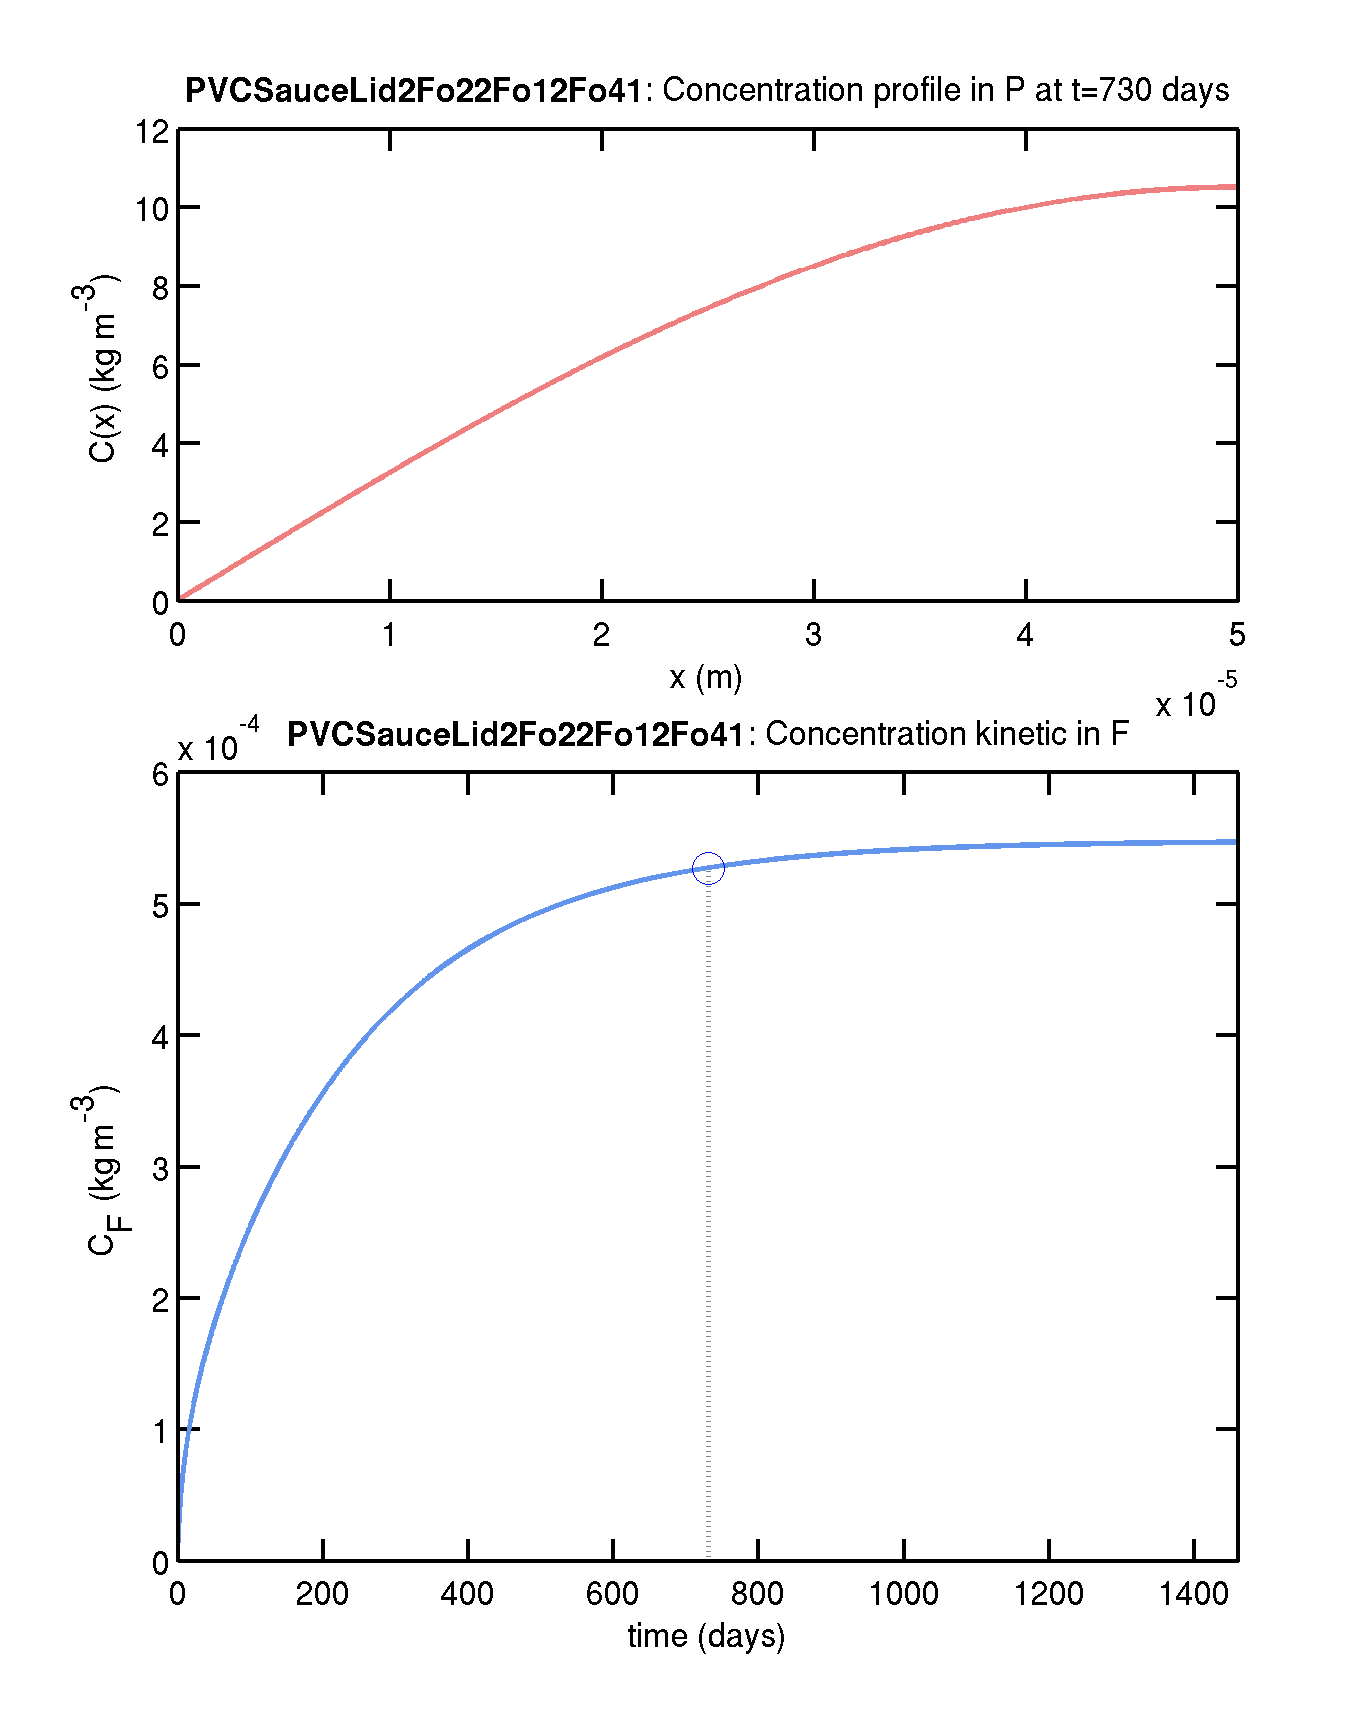 PVCSauceLid2Fo22Fo12Fo41: Concentration profile in P at t=730 days
12
10
8
6
4
2
0
C(x) (kg m-3)
0 1 2 3 4 5
x (m)
x 10-5
x 10-4
PVCSauceLid2Fo22Fo12Fo41: Concentration kinetic in F
6
5
4
3
2
1
0
CF (kg m-3)
0 200 400 600 800 1000 1200 1400
time (days)